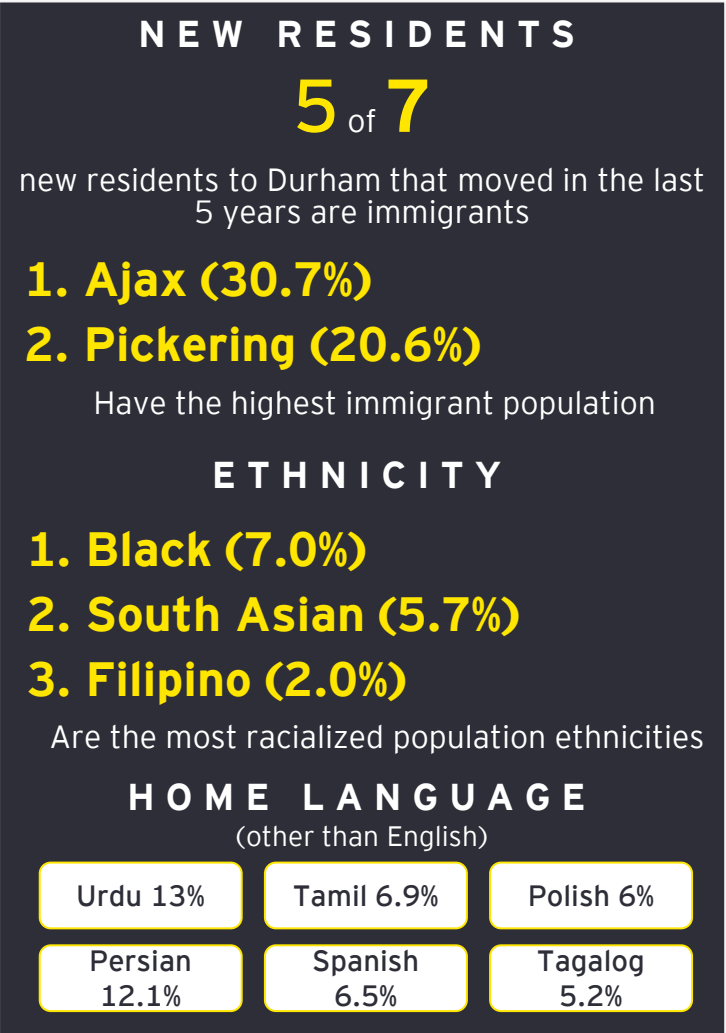 NEW RESIDENTS
5 of 7
new residents to Durham that moved in the last
5 years are immigrants
1. Ajax (30.7%)
2. Pickering (20.6%)
Have the highest immigrant population
ETHNICITY
1. Black (7.0%)
2. South Asian (5.7%)
3. Filipino (2.0%)
Are the most racialized population ethnicities
HOME LANGUAGE
(other than English)
Urdu 13%
Tamil 6.9%
Polish 6%
Persian
12.1%
Spanish
6.5%
Tagalog
5.2%